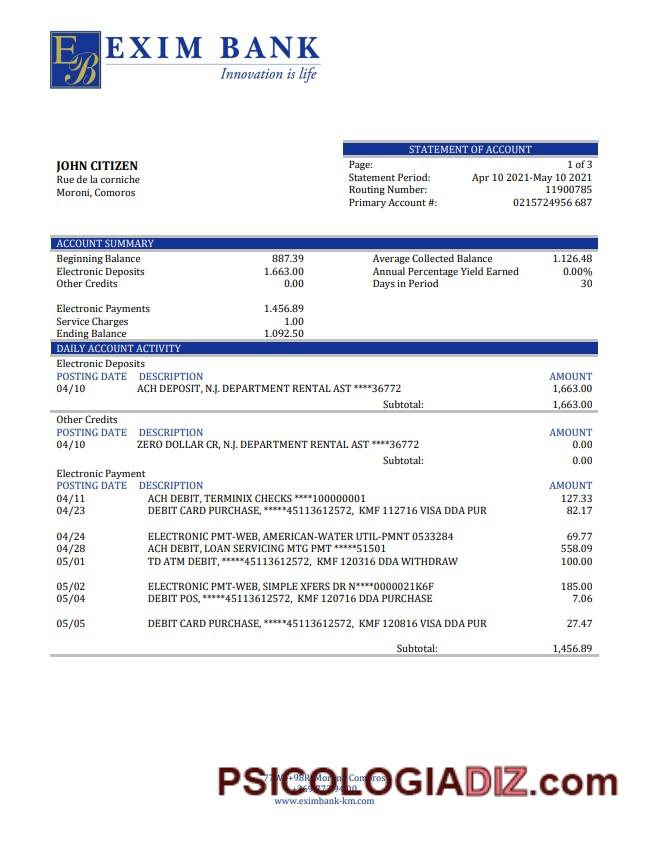 EB EXIM BANK
Innovation is life
STATEMENT OF ACCOUNT
JOHN CITIZEN
Rue de la corniche
Moroni, Comoros
Page: 1 of 3
Statement Period: Apr 10 2021-May 10 2021
Routing Number: 11900785
Primary Account #: 0215724956 687
ACCOUNT SUMMARY
Beginning Balance 887.39 Average Collected Balance 1.126.48
Electronic Deposits 1.663.00 Annual Percentage Yield Earned 0.00%
Other Credits 0.00 Days in Period 30
Electronic Payments 1.456.89
Service Charges 1.00
Ending Balance 1.092.50
DAILY ACCOUNT ACTIVITY
Electronic Deposits
POSTING DATE DESCRIPTION AMOUNT
04/10 ACH DEPOSIT, N.J. DEPARTMENT RENTAL AST ****36772 1,663.00
Subtotal: 1,663.00
Other Credits
POSTING DATE DESCRIPTION AMOUNT
04/10 ZERO DOLLAR CR, N.J. DEPARTMENT RENTAL AST ****36772 0.00
Subtotal: 0.00
Electronic Payment
POSTING DATE DESCRIPTION AMOUNT
04/11 ACH DEBIT, TERMINIX CHECKS ****100000001 127.33
04/23 DEBIT CARD PURCHASE, *****45113612572, KMF 112716 VISA DDA PUR 82.17
04/24 ELECTRONIC PMT-WEB, AMERICAN-WATER UTIL-PMNT 0533284 69.77
04/28 ACH DEBIT, LOAN SERVICING MTG PMT *****51501 558.09
05/01 TD ATM DEBIT, *****45113612572, KMF 120316 DDA WITHDRAW 100.00
05/02 ELECTRONIC PMT-WEB, SIMPLE XFERS DR N****0000021K6F 185.00
05/04 DEBIT POS, *****45113612572, KMF 120716 DDA PURCHASE 7.06
05/05 DEBIT CARD PURCHASE, *****45113612572, KMF 120816 VISA DDA PUR 27.47
Subtotal: 1,456.89
PSICOLOGIADIZ.com
Moroni, Comoros
www.eximbank-km.com